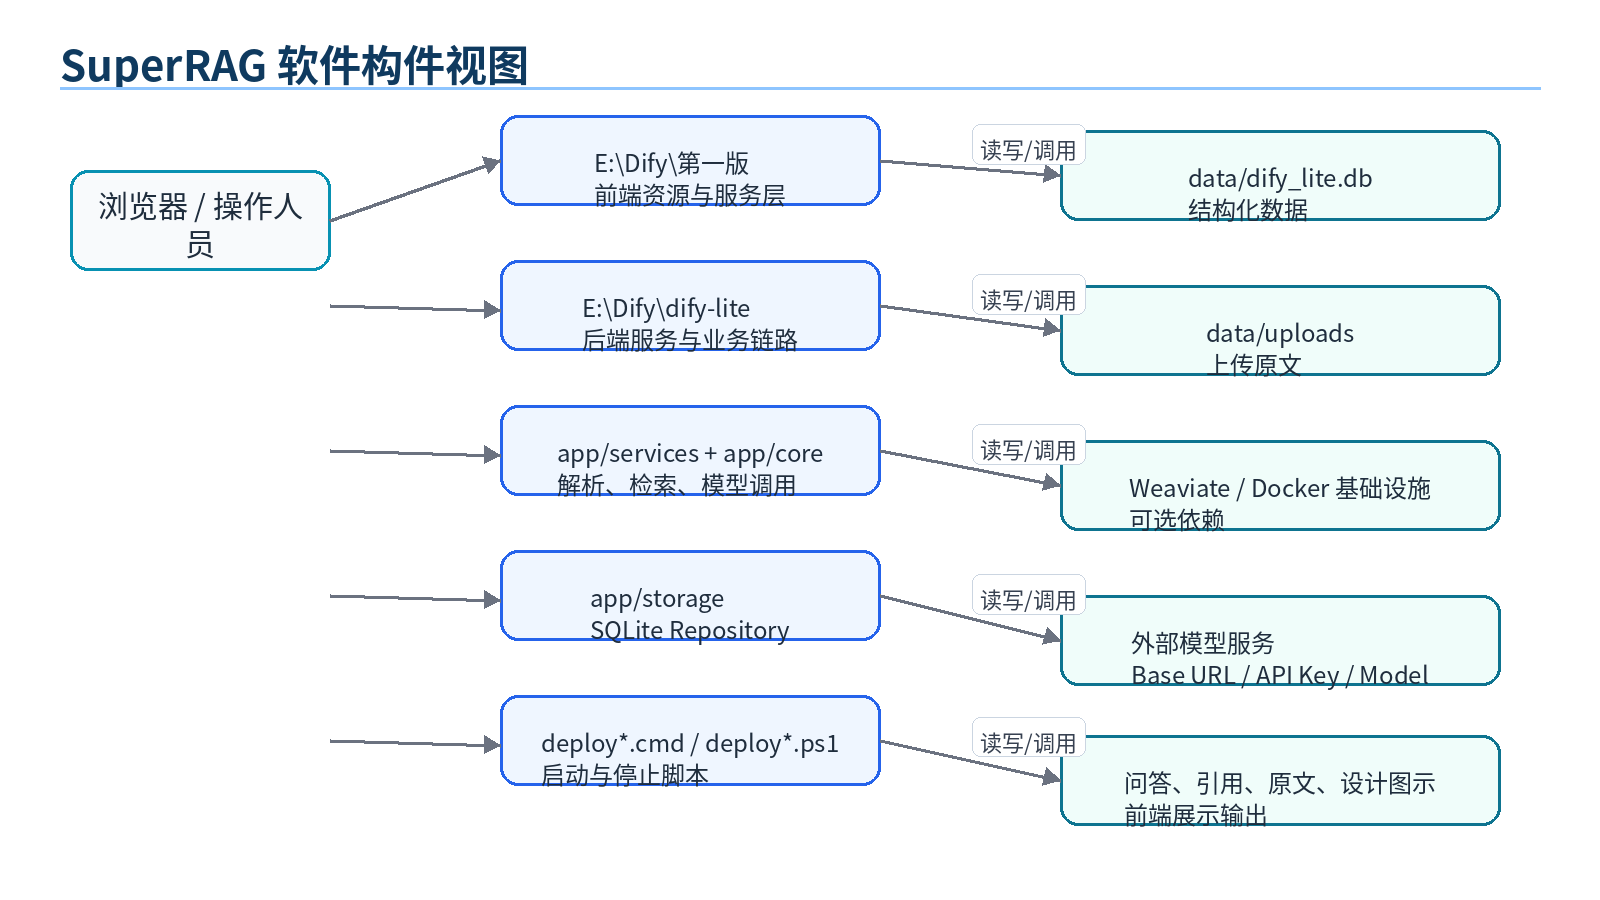 SuperRAG 软件构件视图
浏览器 / 操作人
员
E:\Dify\第一版
前端资源与服务层
读写/调用
data/dify_lite.db
结构化数据
E:\Dify\dify-lite
后端服务与业务链路
读写/调用
data/uploads
上传原文
app/services + app/core
解析、检索、模型调用
读写/调用
Weaviate / Docker 基础设施
可选依赖
app/storage
SQLite Repository
读写/调用
外部模型服务
Base URL / API Key / Model
deploy*.cmd / deploy*.ps1
启动与停止脚本
读写/调用
问答、引用、原文、设计图示
前端展示输出